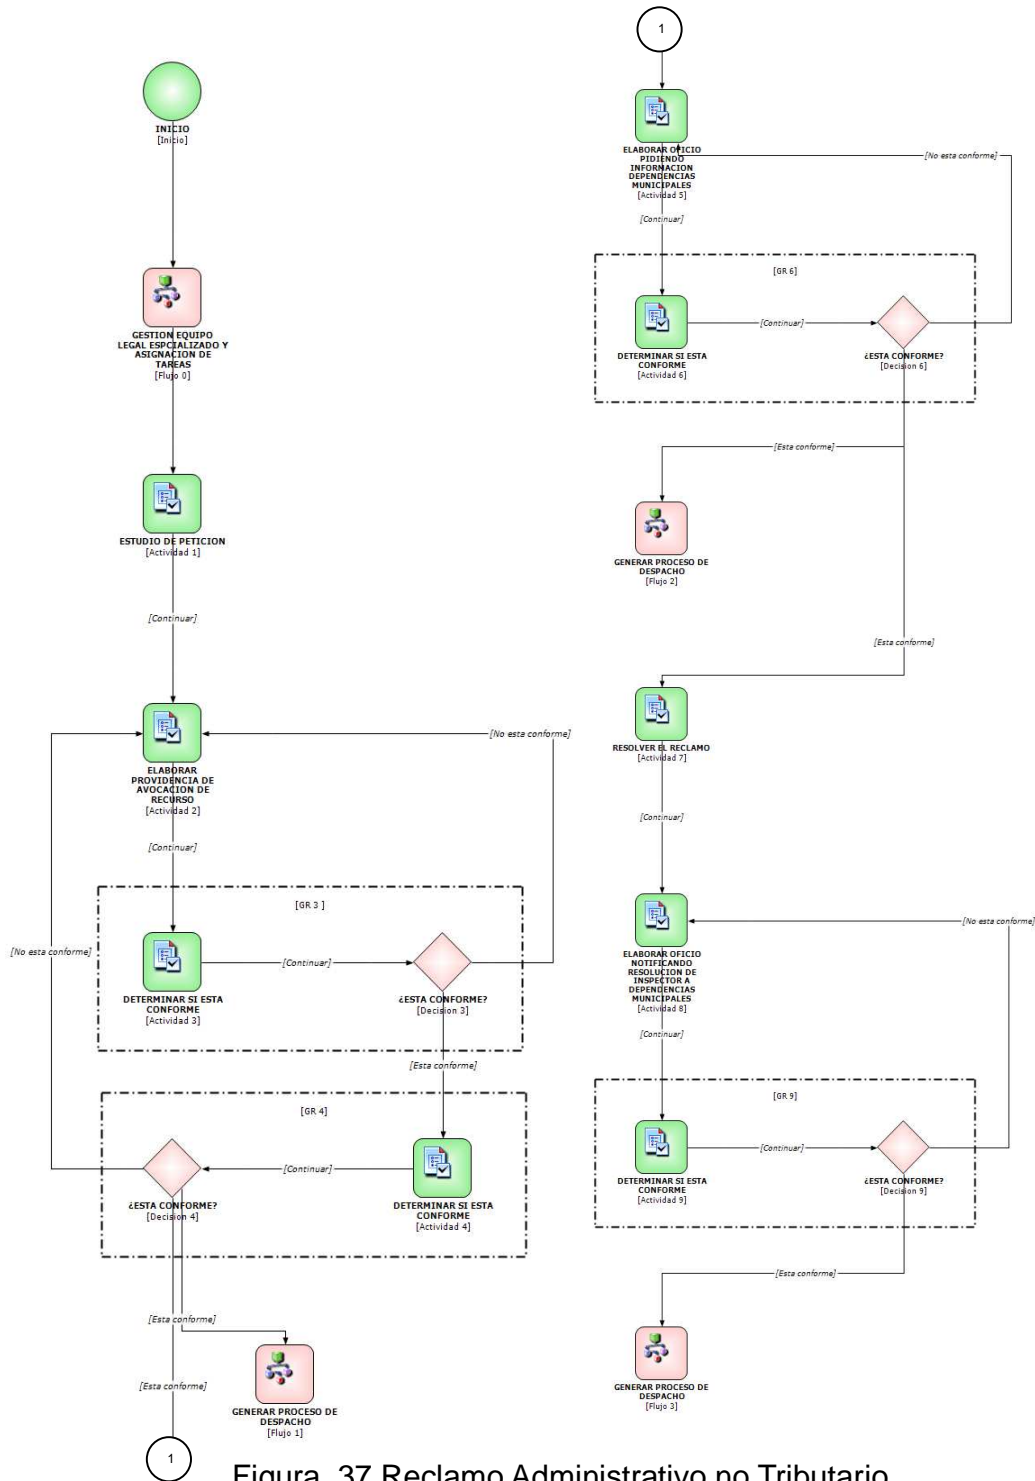 INICIO
[Inicio]
GESTION EQUIPO
LEGAL ESPCIALIZADO Y
ASIGNACION DE
TAREAS
[Flujo 0]
ESTUDIO DE PETICION
[Actividad 1]
[Continuar]
ELABORAR
PROVIDENCIA DE
AVOCACION DE
RECURSO
[Actividad 2]
[No esta conforme]
[Continuar]
[No esta conforme]
[GR 3 ]
[Continuar]
DETERMINAR SI ESTA
CONFORME
[Actividad 3]
¿ESTA CONFORME?
[Decision 3]
[Esta conforme]
[GR 4]
[Continuar]
¿ESTA CONFORME?
[Decision 4]
DETERMINAR SI ESTA
CONFORME
[Actividad 4]
[Esta conforme]
[Esta conforme]
GENERAR PROCESO DE
DESPACHO
[Flujo 1]
1
1
ELABORAR OFICIO
PIDIENDO
INFORMACION
DEPENDENCIAS
MUNICIPALES
[Actividad 5]
[No esta conforme]
[Continuar]
[GR 6]
[Continuar]
DETERMINAR SI ESTA
CONFORME
[Actividad 6]
¿ESTA CONFORME?
[Decision 6]
[Esta conforme]
GENERAR PROCESO DE
DESPACHO
[Flujo 2]
[Esta conforme]
RESOLVER EL RECLAMO
[Actividad 7]
[Continuar]
ELABORAR OFICIO
NOTIFICANDO
RESOLUCION DE
INSPECTOR A
DEPENDENCIAS
MUNICIPALES
[Actividad 8]
[No esta conforme]
[Continuar]
[GR 9]
[Continuar]
DETERMINAR SI ESTA
CONFORME
[Actividad 9]
¿ESTA CONFORME?
[Decision 9]
[Esta conforme]
GENERAR PROCESO DE
DESPACHO
[Flujo 3]
Figura 37 Reclamo Administrativo no Tributario